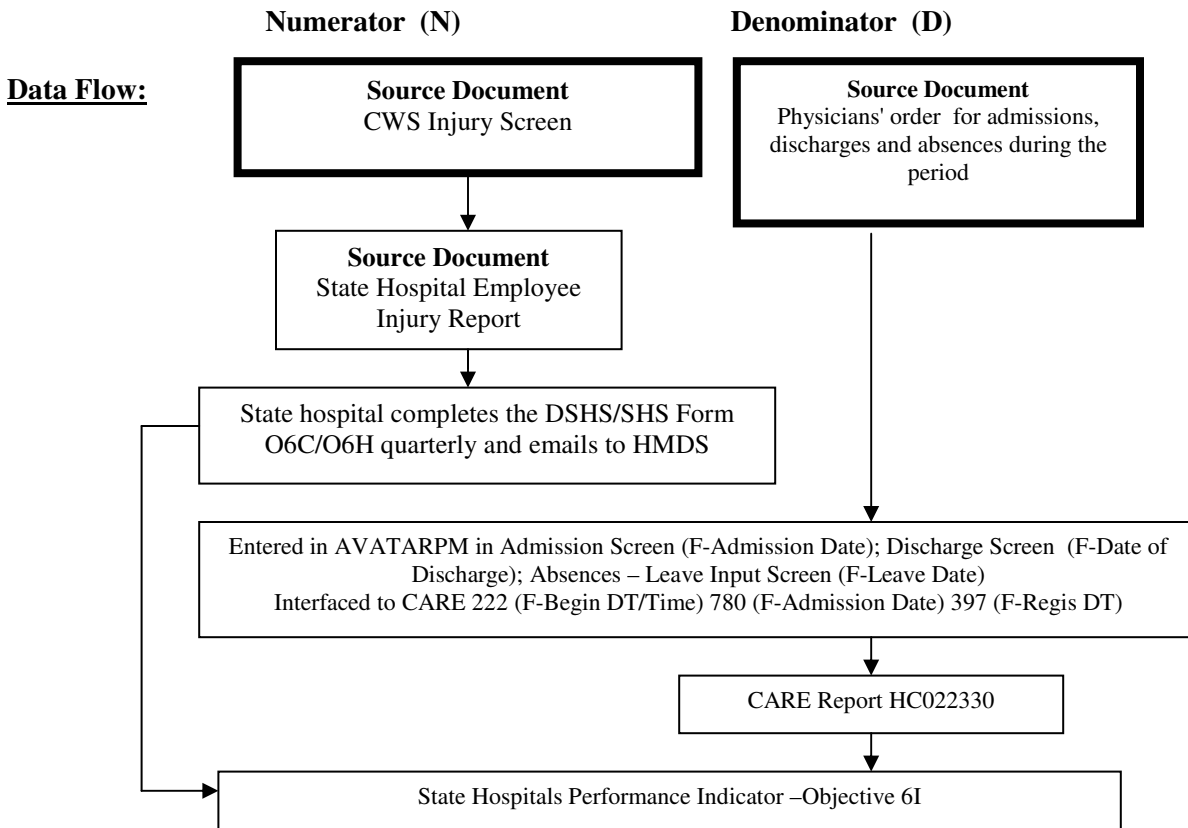 Numerator (N)
Denominator (D)
Data Flow:
Source Document
CWS Injury Screen
Source Document
Physicians' order for admissions,
discharges and absences during the
period
Source Document
State Hospital Employee
Injury Report
State hospital completes the DSHS/SHS Form
O6C/O6H quarterly and emails to HMDS
Entered in AVATARPM in Admission Screen (F-Admission Date); Discharge Screen (F-Date of
Discharge); Absences – Leave Input Screen (F-Leave Date)
Interfaced to CARE 222 (F-Begin DT/Time) 780 (F-Admission Date) 397 (F-Regis DT)
CARE Report HC022330
State Hospitals Performance Indicator –Objective 6I